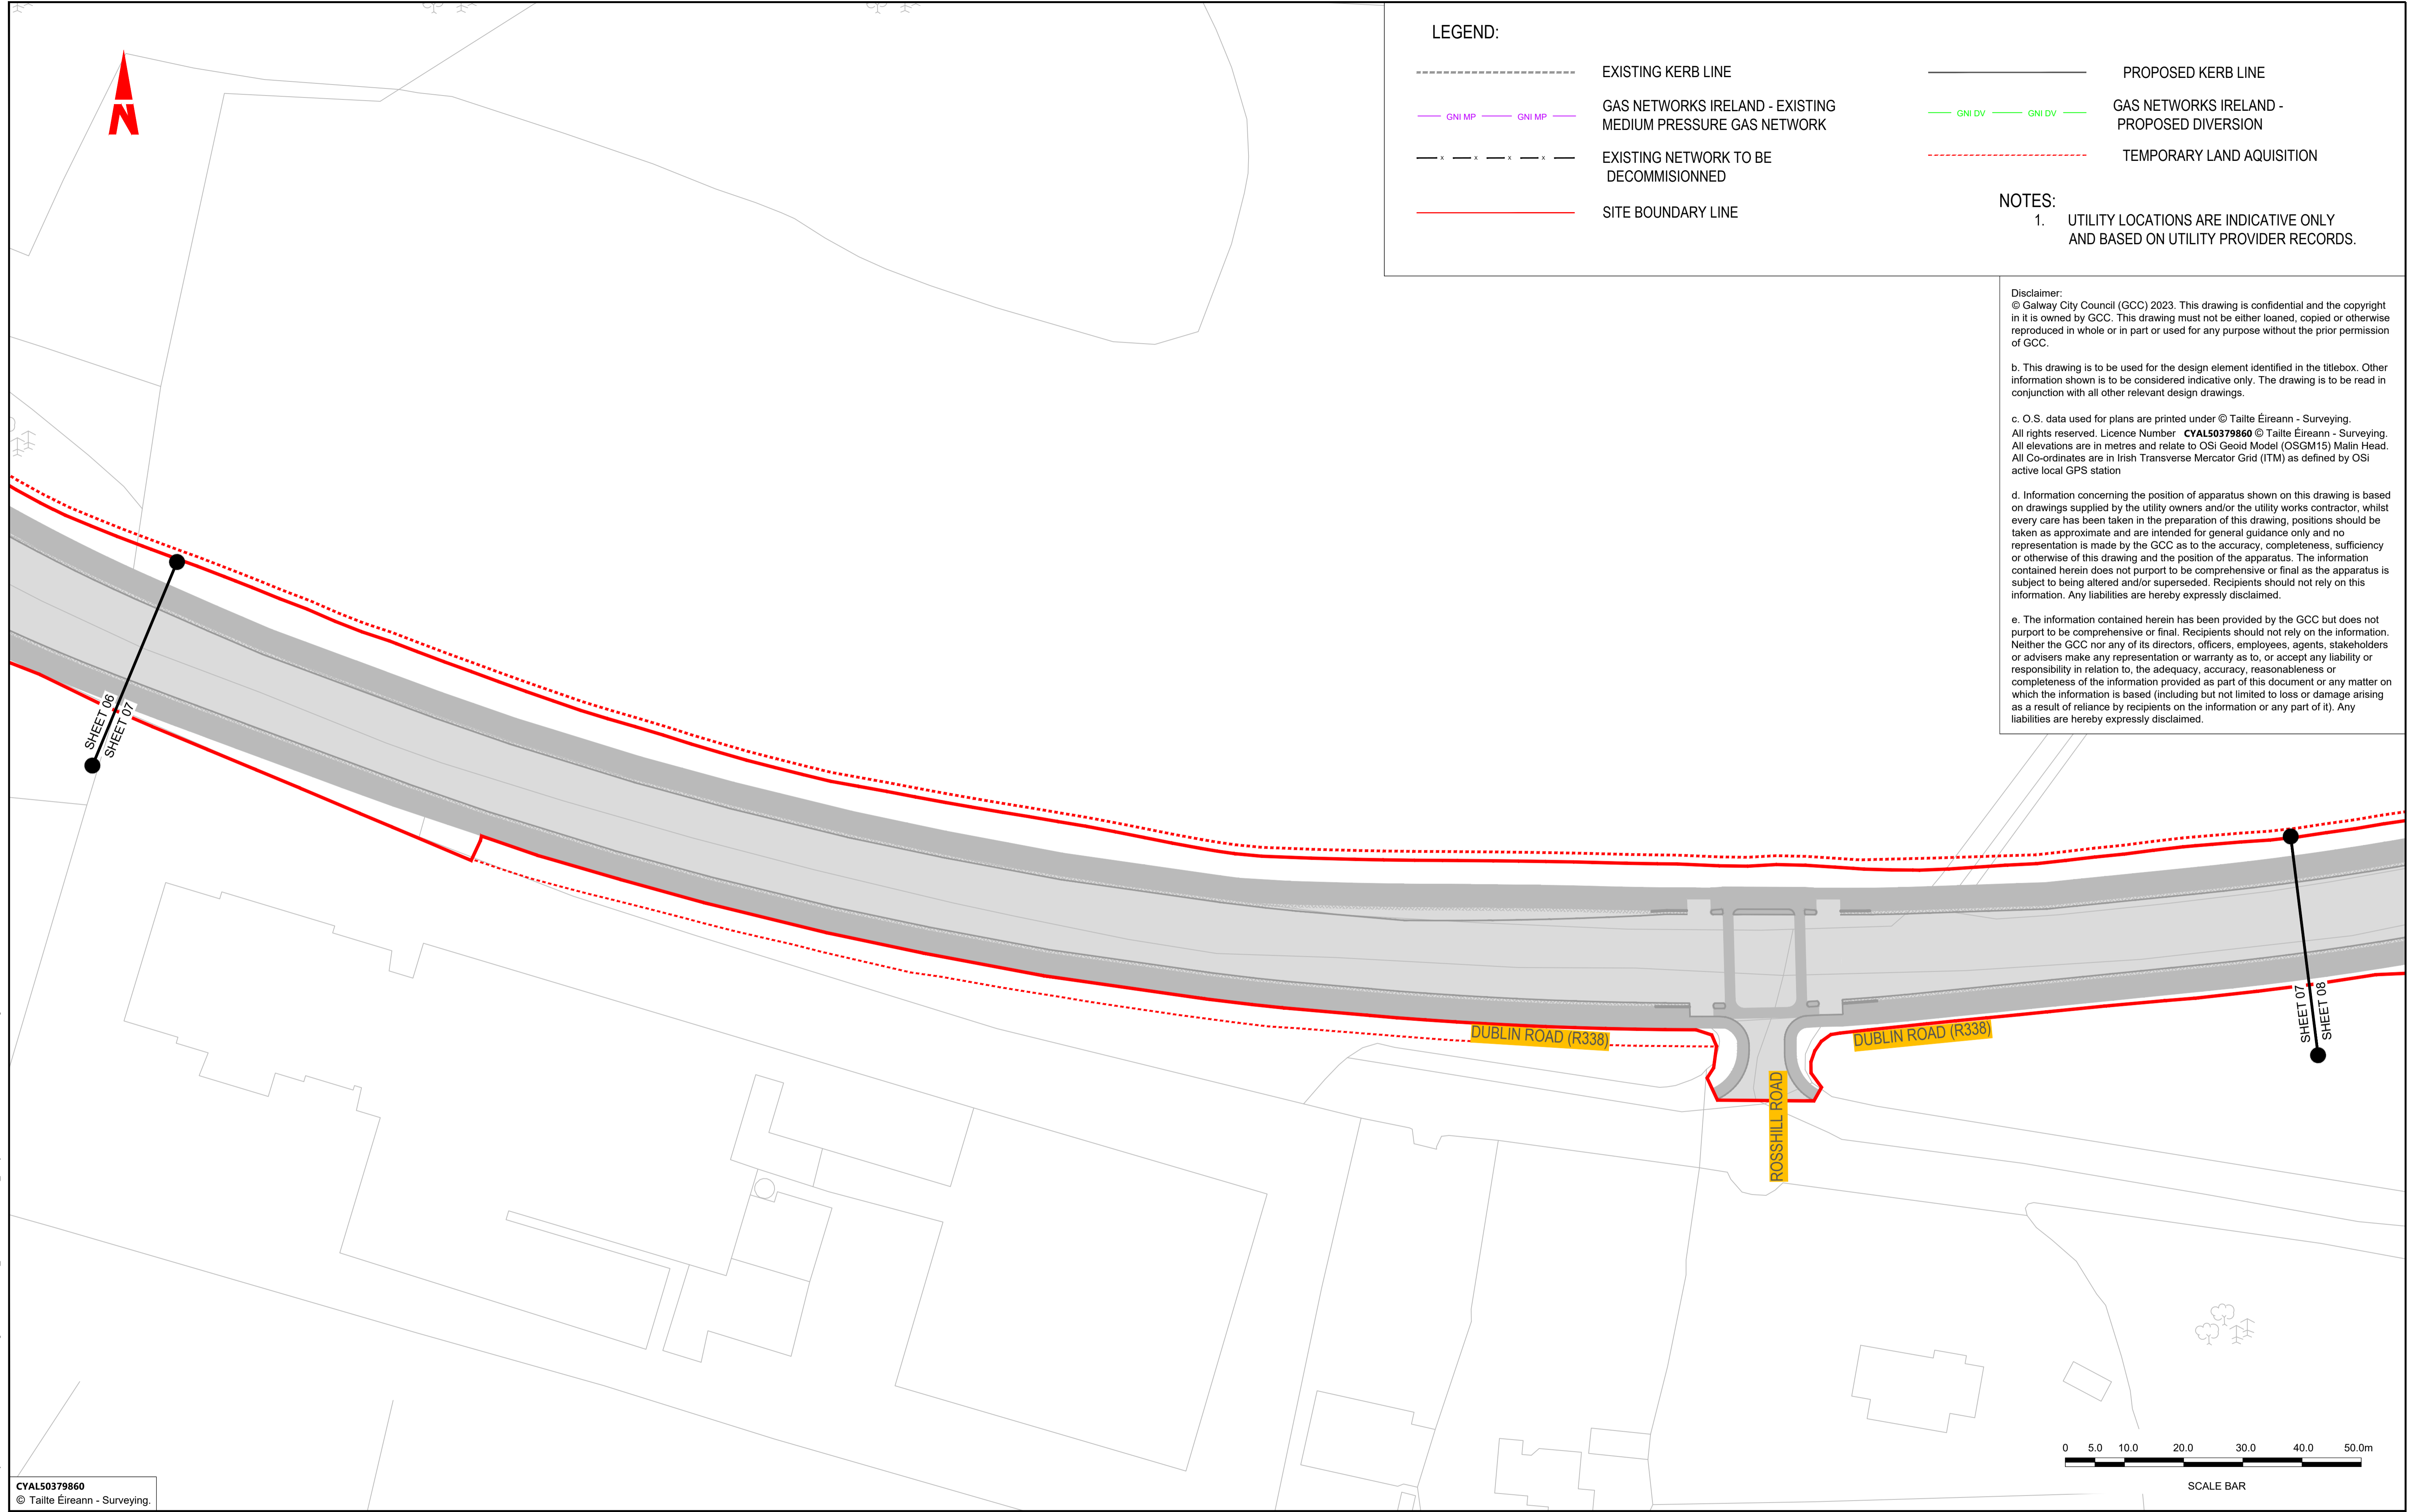 N
LEGEND:
EXISTING KERB LINE
GNI MP GNI MP
GAS NETWORKS IRELAND - EXISTING
MEDIUM PRESSURE GAS NETWORK
x x x x
EXISTING NETWORK TO BE
DECOMMISIONNED
SITE BOUNDARY LINE
PROPOSED KERB LINE
GNI DV GNI DV
GAS NETWORKS IRELAND -
PROPOSED DIVERSION
TEMPORARY LAND AQUISITION
NOTES:
1. UTILITY LOCATIONS ARE INDICATIVE ONLY
AND BASED ON UTILITY PROVIDER RECORDS.
Disclaimer:
© Galway City Council (GCC) 2023. This drawing is confidential and the copyright
in it is owned by GCC. This drawing must not be either loaned, copied or otherwise
reproduced in whole or in part or used for any purpose without the prior permission
of GCC.
b. This drawing is to be used for the design element identified in the titlebox. Other
information shown is to be considered indicative only. The drawing is to be read in
conjunction with all other relevant design drawings.
c. O.S. data used for plans are printed under © Tailte Éireann - Surveying.
All rights reserved. Licence Number CYAL50379860 © Tailte Éireann - Surveying.
All elevations are in metres and relate to OSi Geoid Model (OSGM15) Malin Head.
All Co-ordinates are in Irish Transverse Mercator Grid (ITM) as defined by OSi
active local GPS station
d. Information concerning the position of apparatus shown on this drawing is based
on drawings supplied by the utility owners and/or the utility works contractor, whilst
every care has been taken in the preparation of this drawing, positions should be
taken as approximate and are intended for general guidance only and no
representation is made by the GCC as to the accuracy, completeness, sufficiency
or otherwise of this drawing and the position of the apparatus. The information
contained herein does not purport to be comprehensive or final as the apparatus is
subject to being altered and/or superseded. Recipients should not rely on this
information. Any liabilities are hereby expressly disclaimed.
e. The information contained herein has been provided by the GCC but does not
purport to be comprehensive or final. Recipients should not rely on the information.
Neither the GCC nor any of its directors, officers, employees, agents, stakeholders
or advisers make any representation or warranty as to, or accept any liability or
responsibility in relation to, the adequacy, accuracy, reasonableness or
completeness of the information provided as part of this document or any matter on
which the information is based (including but not limited to loss or damage arising
as a result of reliance by recipients on the information or any part of it). Any
liabilities are hereby expressly disclaimed.
SHEET 06
SHEET 07
SHEET 07
SHEET 08
DUBLIN ROAD (R338)
DUBLIN ROAD (R338)
ROSSHILL ROAD
0 5.0 10.0 20.0 30.0 40.0 50.0m
SCALE BAR
CYAL50379860
© Tailte Éireann - Surveying.